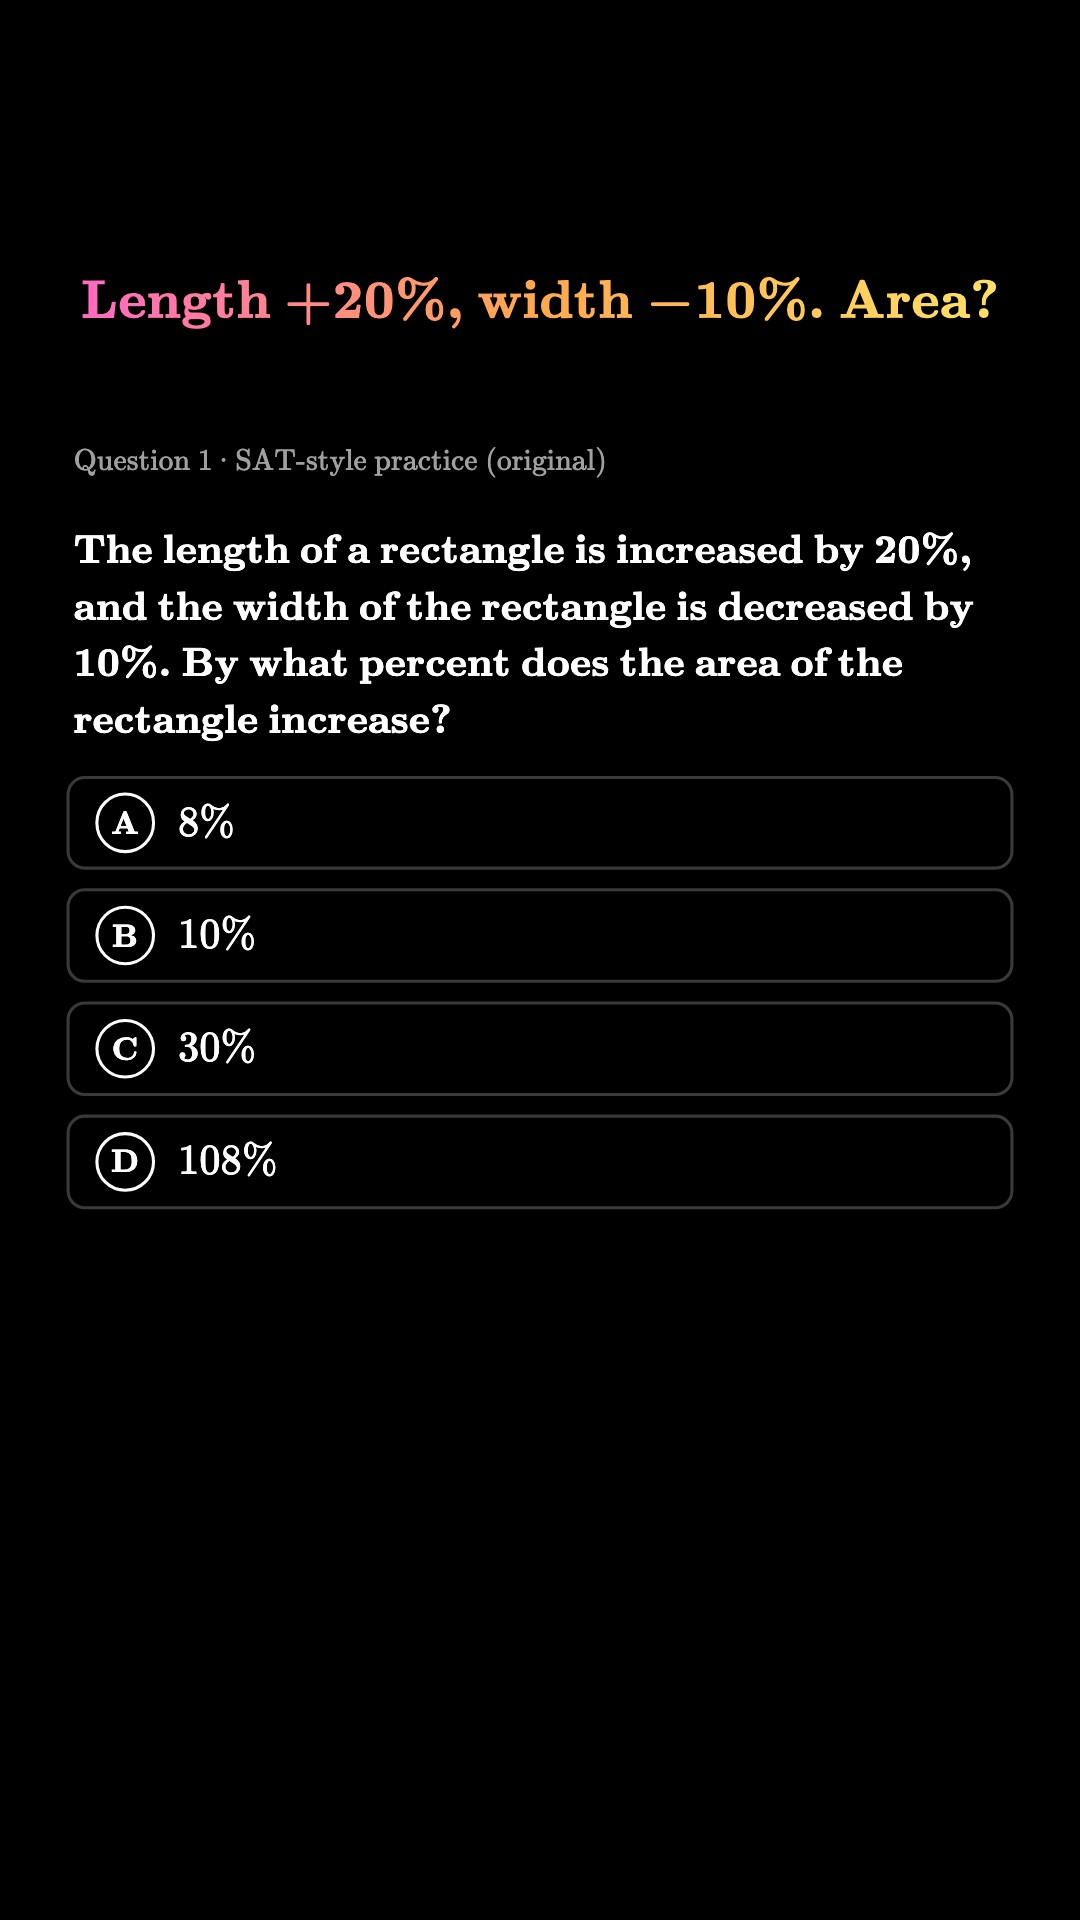 Length +20%, width −10%. Area?
Question 1 · SAT-style practice (original)
The length of a rectangle is increased by 20%,
and the width of the rectangle is decreased by
10%. By what percent does the area of the
rectangle increase?
A 8%
B 10%
C 30%
D 108%